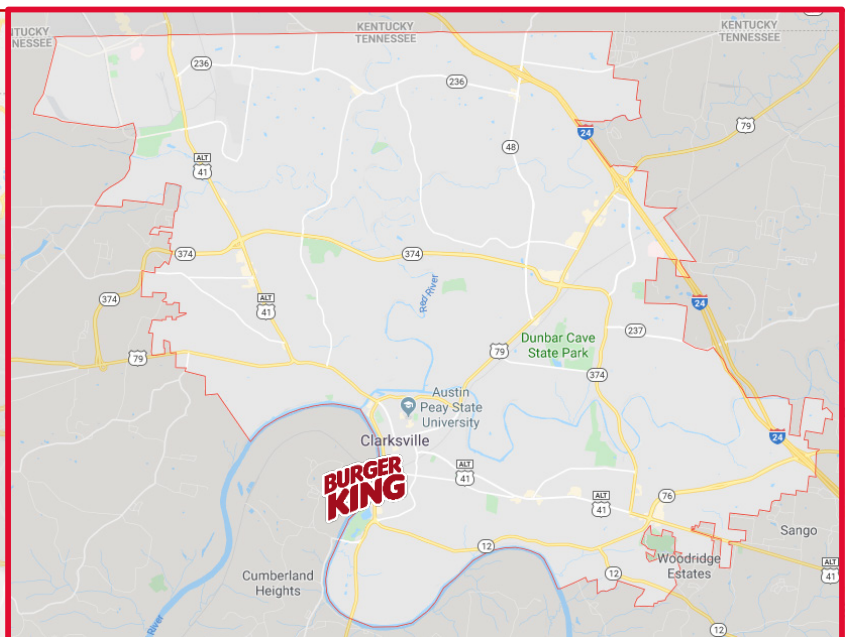 KENTUCKY
TENNESSEE
KENTUCKY
TENNESSEE
236
236
48
24
79
ALT
41
374
374
374
Red River
24
ALT
41
237
Dunbar Cave
State Park
79
79
374
Austin
Peay State
University
Clarksville
24
BURGER
KING
ALT
41
76
ALT
41
Sango
12
Woodridge
Estates
ALT
41
Cumberland
Heights
12
River
12